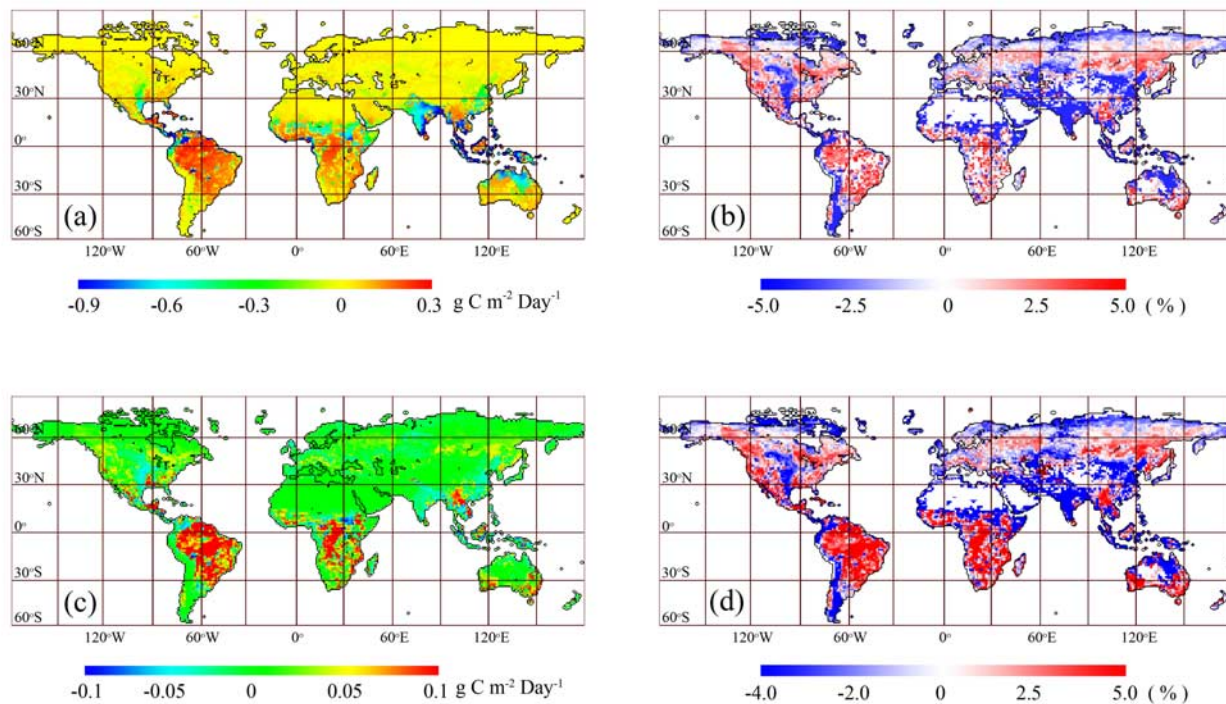 60°N 60°N
30°N 30°N
0° 0°
30°S 30°S
(a) (b)
60°S 60°S
120°W 60°W 0° 60°E 120°E 120°W 60°W 0° 60°E 120°E
-0.9 -0.6 -0.3 0 0.3 g C m⁻² Day⁻¹ -5.0 -2.5 0 2.5 5.0 (%)
60°N 60°N
30°N 30°N
0° 0°
30°S 30°S
(c) (d)
60°S 60°S
120°W 60°W 0° 60°E 120°E 120°W 60°W 0° 60°E 120°E
-0.1 -0.05 0 0.05 0.1 g C m⁻² Day⁻¹ -4.0 -2.0 0 2.5 5.0 (%)